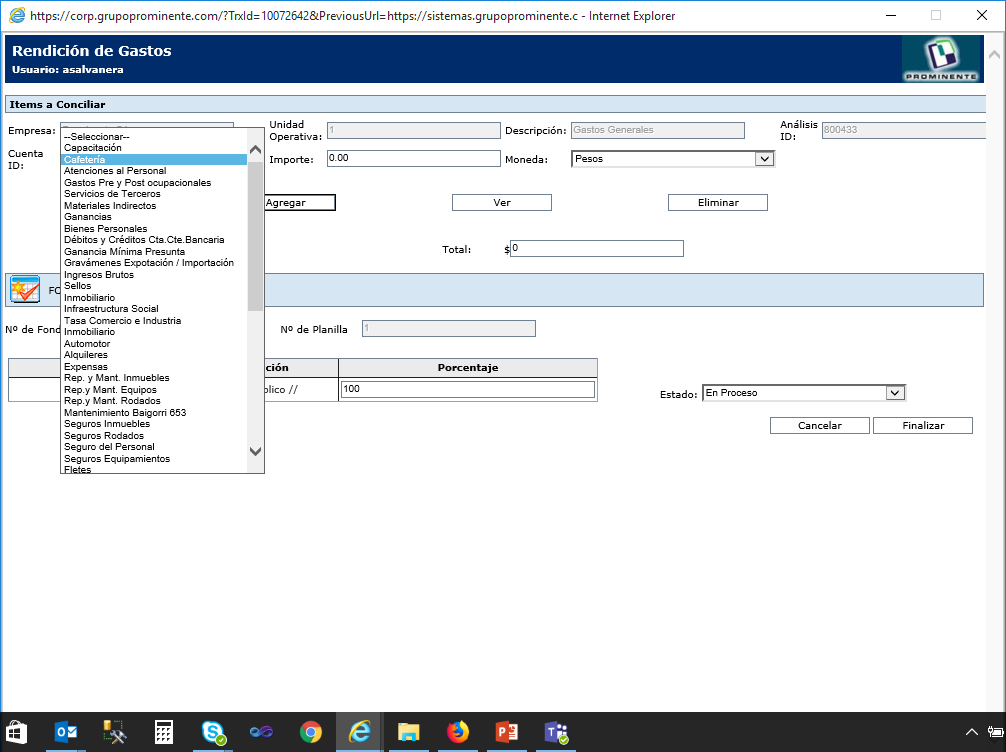 https://corp.grupoprominente.com/?TrxId=10072642&PreviousUrl=https://sistemas.grupoprominente.c - Internet Explorer
Rendición de Gastos
Usuario: asalvanera
PROMINENTE
Items a Conciliar
Empresa:
Unidad Operativa: 1
Descripción: Gastos Generales
Análisis ID: 800433
Cuenta ID:
Importe: 0.00
Moneda: Pesos
--Seleccionar--
Capacitación
Cafetería
Atenciones al Personal
Gastos Pre y Post ocupacionales
Servicios de Terceros
Materiales Indirectos
Ganancias
Bienes Personales
Débitos y Créditos Cta.Cte.Bancaria
Ganancia Mínima Presunta
Gravámenes Expotación / Importación
Ingresos Brutos
Sellos
Inmobiliario
Infraestructura Social
Tasa Comercio e Industria
Inmobiliario
Automotor
Alquileres
Expensas
Rep. y Mant. Inmuebles
Rep.y Mant. Equipos
Rep.y Mant. Rodados
Mantenimiento Baigorri 653
Seguros Inmuebles
Seguros Rodados
Seguro del Personal
Seguros Equipamientos
Fletes
Agregar
Ver
Eliminar
Total: $ 0
FO
Nº de Fond
Nº de Planilla 1
ción
Porcentaje
blico //
100
Estado: En Proceso
Cancelar
Finalizar